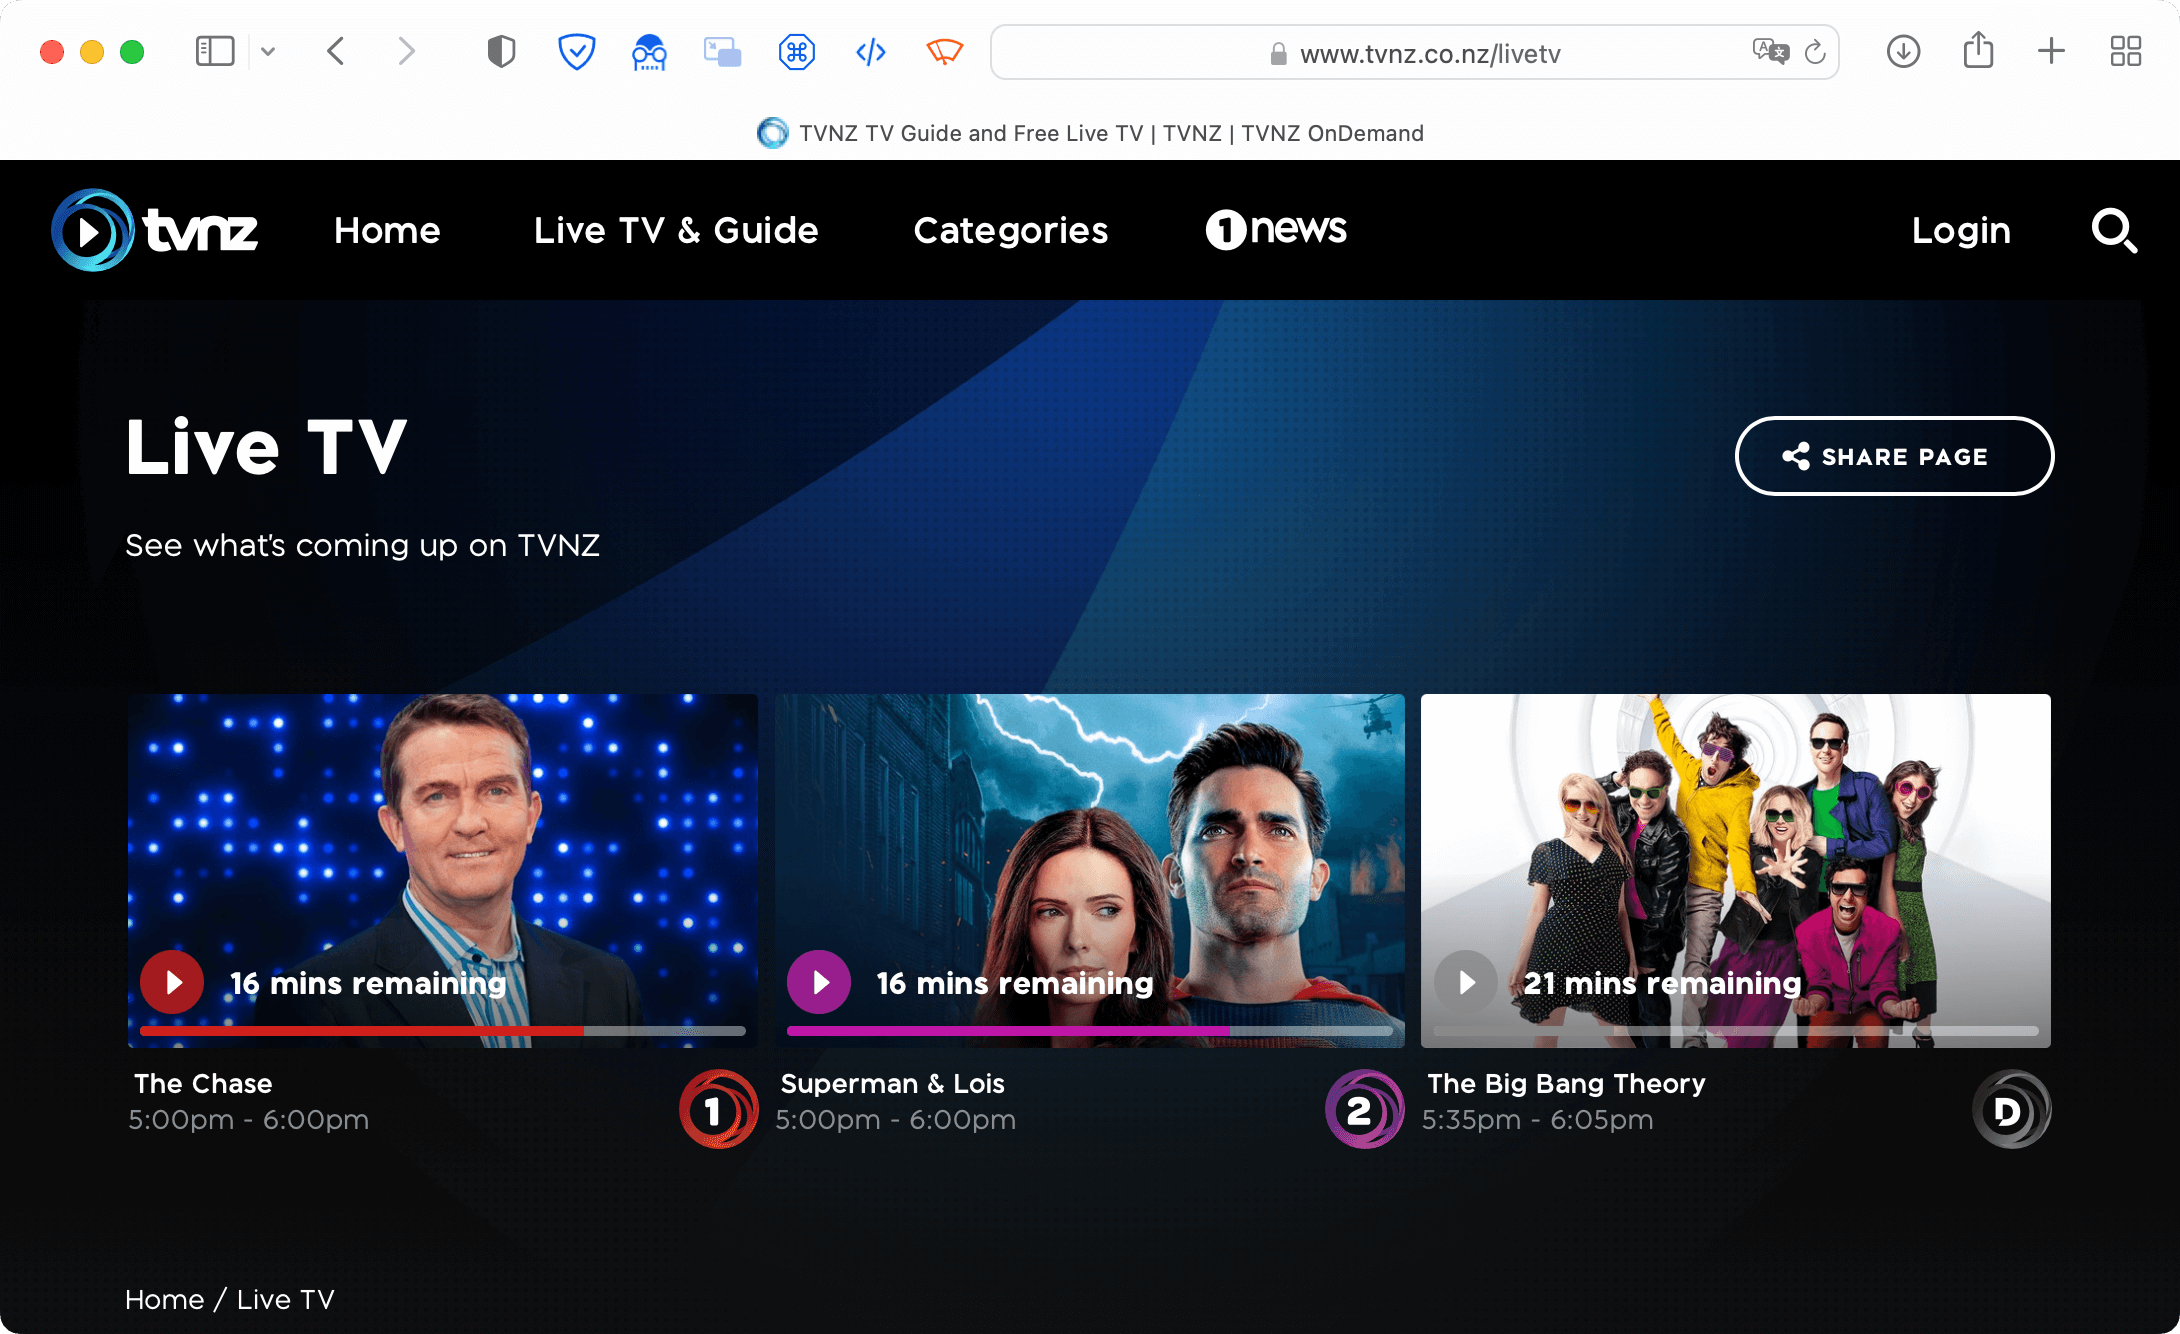 www.tvnz.co.nz/livetv
TVNZ TV Guide and Free Live TV | TVNZ | TVNZ OnDemand
tvnz
Home
Live TV & Guide
Categories
1news
Login
Live TV
SHARE PAGE
See what's coming up on TVNZ
16 mins remaining
16 mins remaining
21 mins remaining
The Chase
5:00pm - 6:00pm
1
Superman & Lois
5:00pm - 6:00pm
2
The Big Bang Theory
5:35pm - 6:05pm
D
Home / Live TV